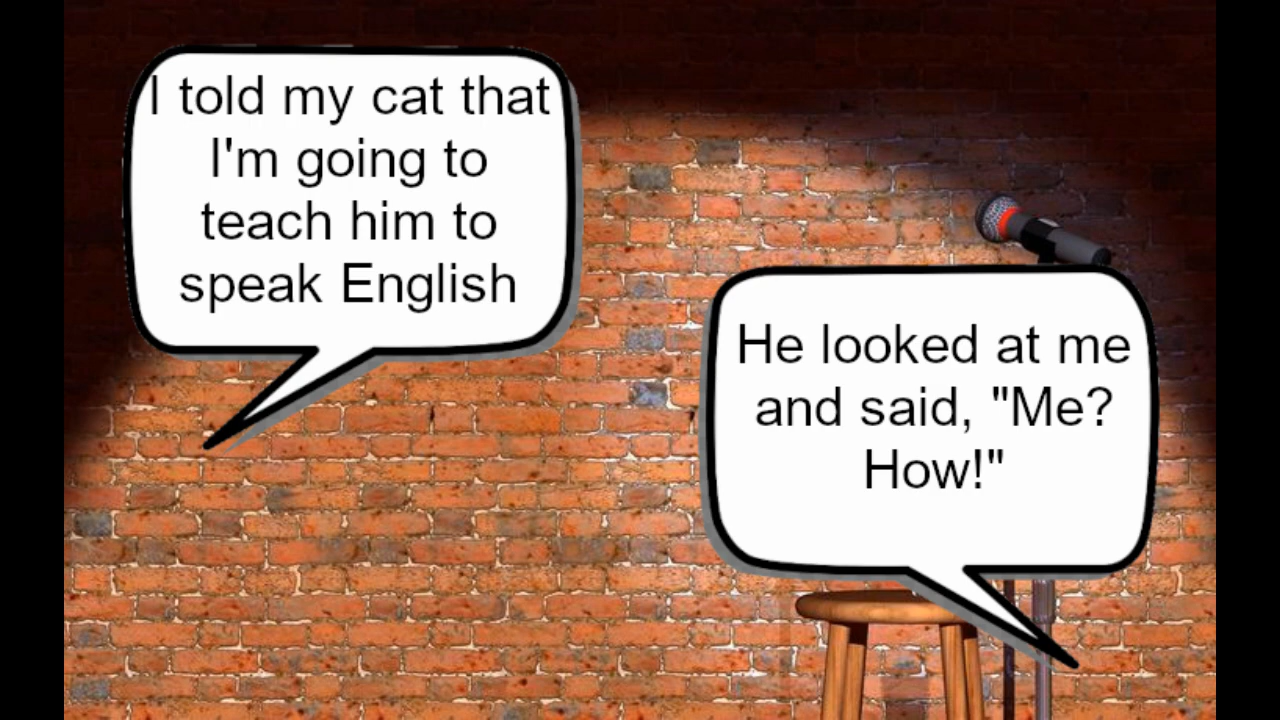 I told my cat that
I'm going to
teach him to
speak English
He looked at me
and said, "Me?
How!"